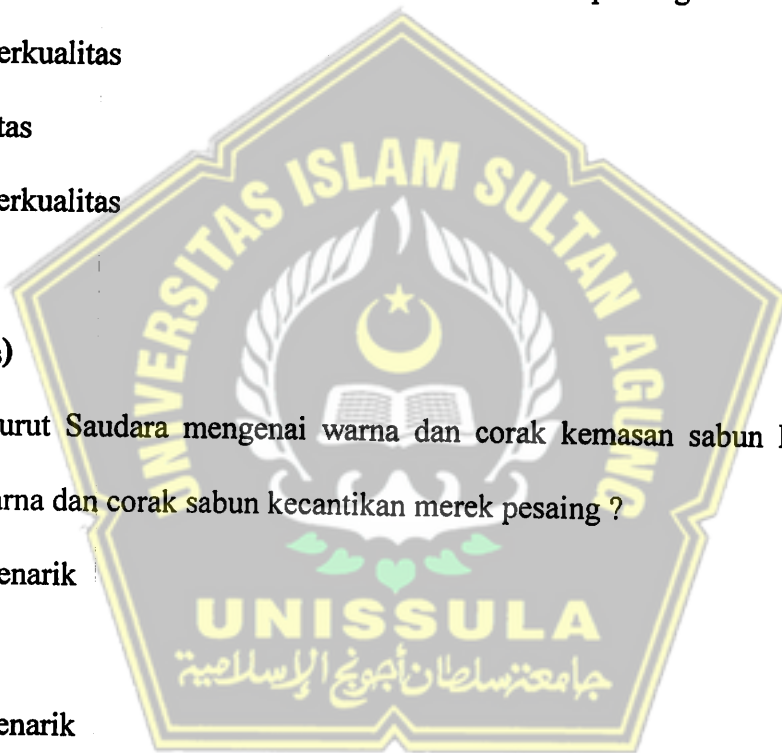 erkualitas
tas
erkualitas
UNIVERSITAS ISLAM SULTAN AGUNG
)
urut Saudara mengenai warna dan corak kemasan sabun
arna dan corak sabun kecantikan merek pesaing ?
enarik
UNISSULA
جامعة سلطان أجونج الإسلامية
enarik